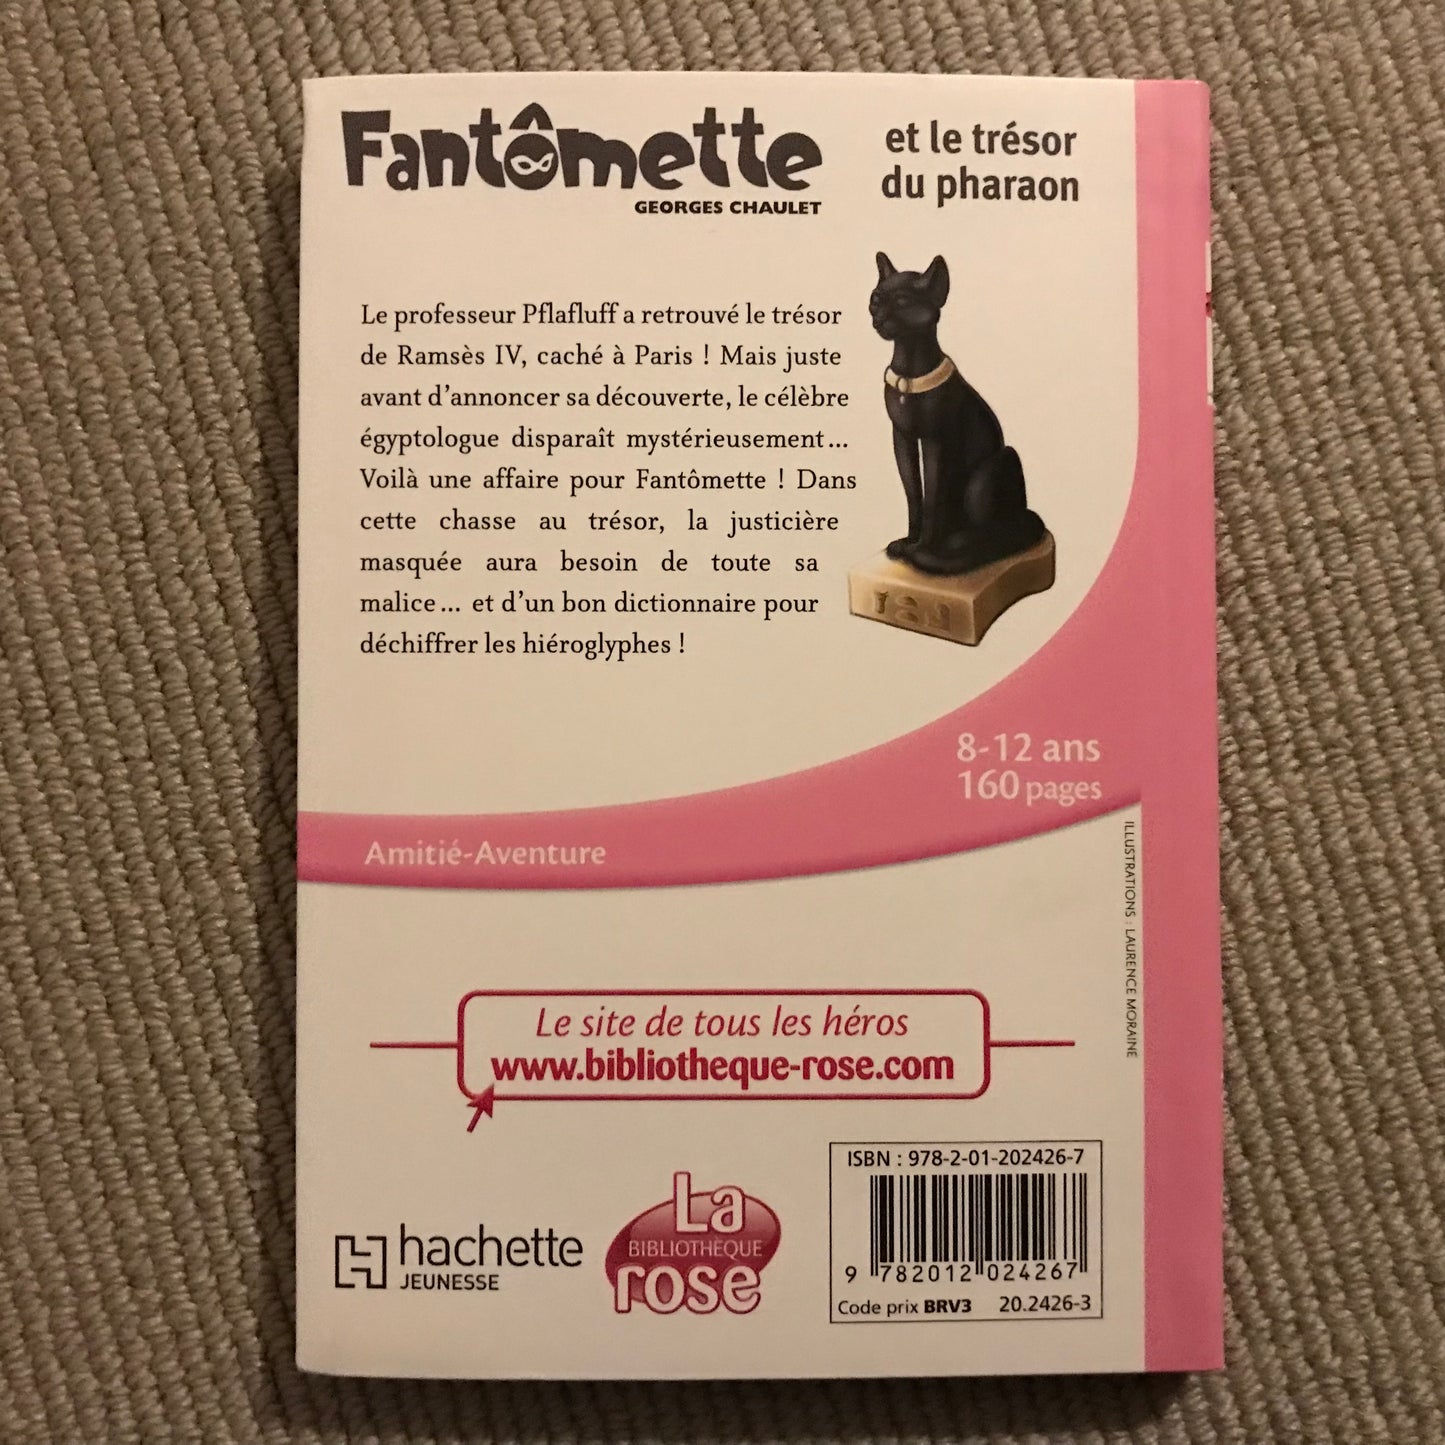 Fantômette
GEORGES CHAULET
et le trésor
du pharaon
Le professeur Pflafluff a retrouvé le trésor
de Ramsès IV, caché à Paris ! Mais juste
avant d’annoncer sa découverte, le célèbre
égyptologue disparaît mystérieusement...
Voilà une affaire pour Fantômette ! Dans
cette chasse au trésor, la justicière
masquée aura besoin de toute sa
malice... et d’un bon dictionnaire pour
déchiffrer les hiéroglyphes !
8-12 ans
160 pages
Amitié-Aventure
ILLUSTRATIONS : LAURENCE MORAINE
Le site de tous les héros
www.bibliotheque-rose.com
hachette
JEUNESSE
La
BIBLIOTHÈQUE
rose
ISBN : 978-2-01-202426-7
9 782012 024267
Code prix BRV3 20.2426-3